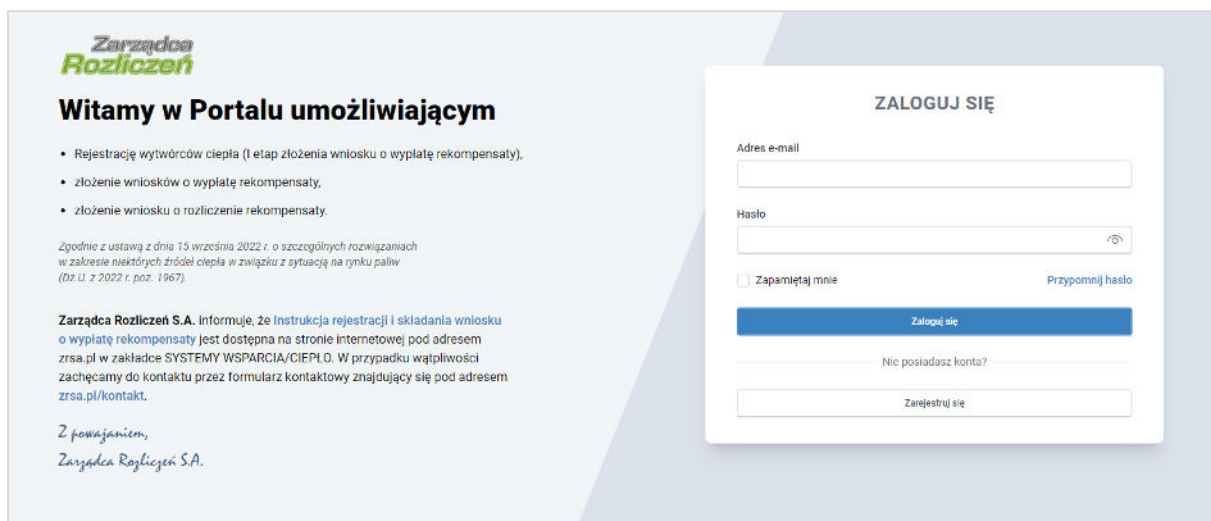 Zarządca
Rozliczeń
Witamy w Portalu umożliwiającym
• Rejestrację wytwórców ciepła (I etap złożenia wniosku o wypłatę rekompensaty),
• złożenie wniosków o wypłatę rekompensaty,
• złożenie wniosku o rozliczenie rekompensaty.
Zgodnie z ustawą z dnia 15 września 2022 r. o szczególnych rozwiązaniach
w zakresie niektórych źródeł ciepła w związku z sytuacją na rynku paliw
(Dz.U. z 2022 r. poz. 1967).
Zarządca Rozliczeń S.A. informuje, że Instrukcja rejestracji i składania wniosku
o wypłatę rekompensaty jest dostępna na stronie internetowej pod adresem
zrsa.pl w zakładce SYSTEMY WSPARCIA/CIEPŁO. W przypadku wątpliwości
zachęcamy do kontaktu przez formularz kontaktowy znajdujący się pod adresem
zrsa.pl/kontakt.
Z poważaniem,
Zarządca Rozliczeń S.A.
ZALOGUJ SIĘ
Adres e-mail
Hasło
Zapamiętaj mnie
Przypomnij hasło
Zaloguj się
Nie posiadasz konta?
Zarejestruj się